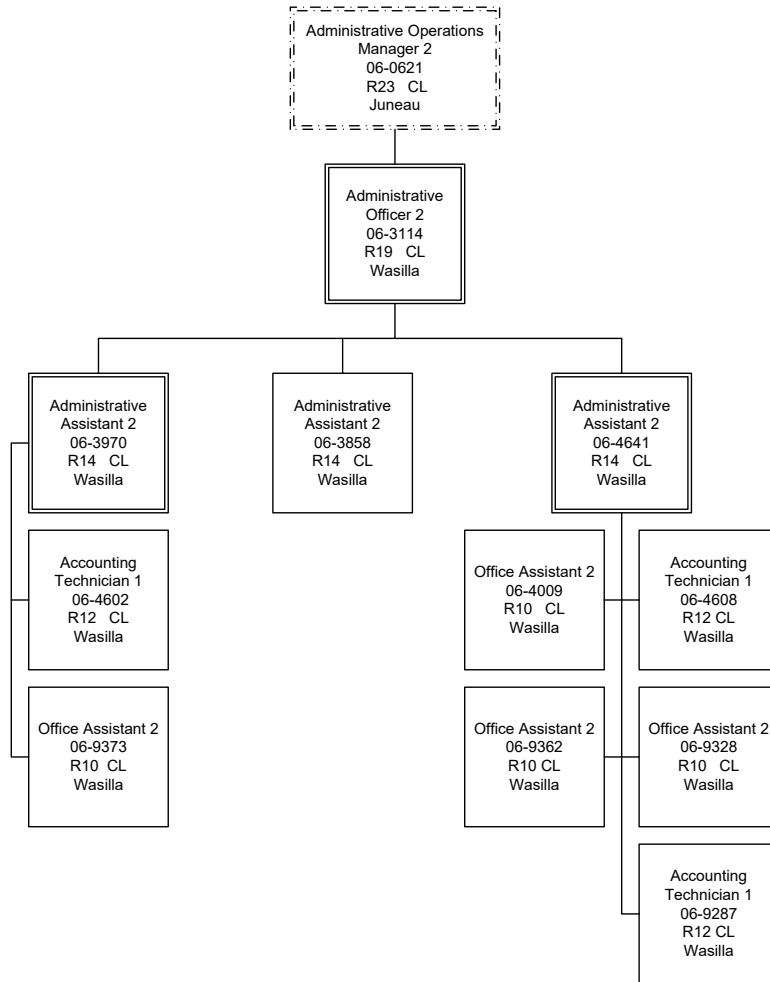 Administrative Operations
Manager 2
06-0621
R23 CL
Juneau
Administrative
Officer 2
06-3114
R19 CL
Wasilla
Administrative
Assistant 2
06-3970
R14 CL
Wasilla
Administrative
Assistant 2
06-3858
R14 CL
Wasilla
Administrative
Assistant 2
06-4641
R14 CL
Wasilla
Accounting
Technician 1
06-4602
R12 CL
Wasilla
Office Assistant 2
06-4009
R10 CL
Wasilla
Accounting
Technician 1
06-4608
R12 CL
Wasilla
Office Assistant 2
06-9373
R10 CL
Wasilla
Office Assistant 2
06-9362
R10 CL
Wasilla
Office Assistant 2
06-9328
R10 CL
Wasilla
Accounting
Technician 1
06-9287
R12 CL
Wasilla